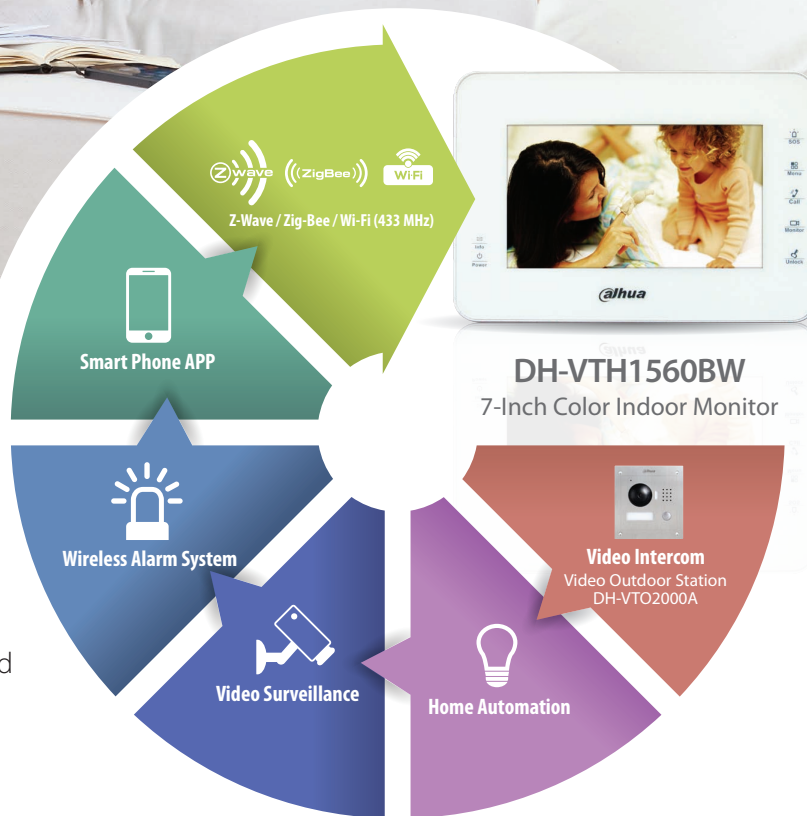 Z wave
((ZigBee))
Wi-Fi
Z-Wave / Zig-Bee / Wi-Fi (433 MHz)
SOS
Menu
Call
Monitor
Unlock
Info
Power
alhua
DH-VTH1560BW
7-Inch Color Indoor Monitor
Smart Phone APP
Video Intercom
Video Outdoor Station
DH-VTO2000A
Wireless Alarm System
d
Video Surveillance
Home Automation